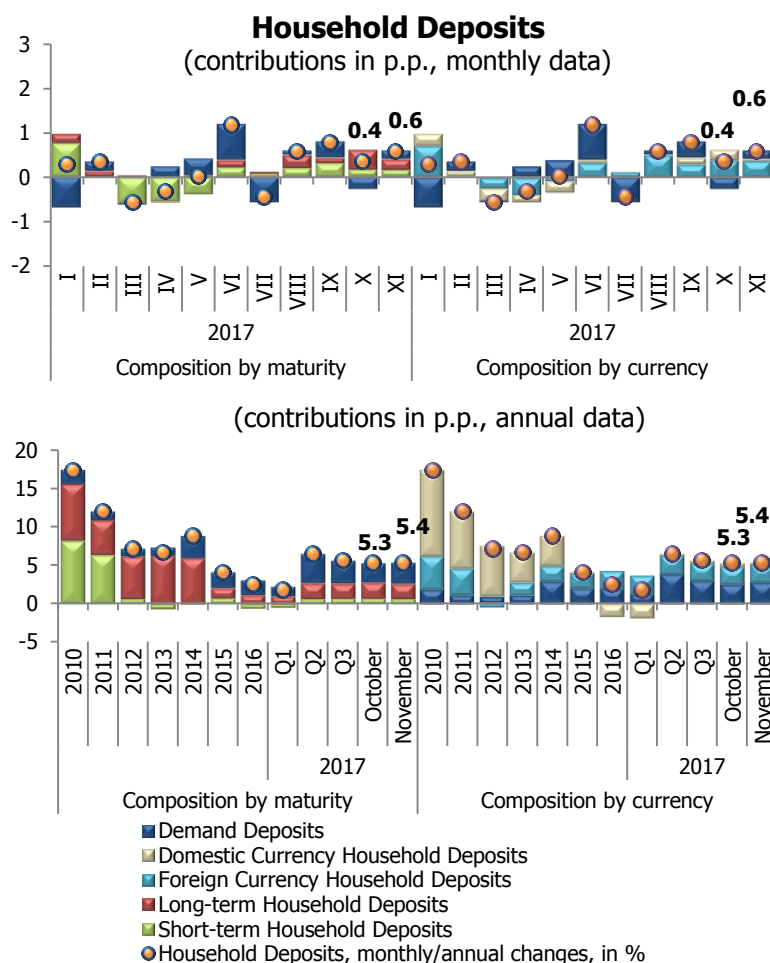 Household Deposits
(contributions in p.p., monthly data)
3
2
1
0
-1
-2
0.4
0.6
0.4
0.6
I II III IV V VI VII VIII IX X XI I II III IV V VI VII VIII IX X XI
2017 2017
Composition by maturity Composition by currency
(contributions in p.p., annual data)
20
15
10
5
0
-5
5.3
5.4
5.3
5.4
2010 2011 2012 2013 2014 2015 2016 Q1 Q2 Q3 October November 2010 2011 2012 2013 2014 2015 2016 Q1 Q2 Q3 October November
2017 2017
Composition by maturity Composition by currency
Demand Deposits
Domestic Currency Household Deposits
Foreign Currency Household Deposits
Long-term Household Deposits
Short-term Household Deposits
Household Deposits, monthly/annual changes, in %